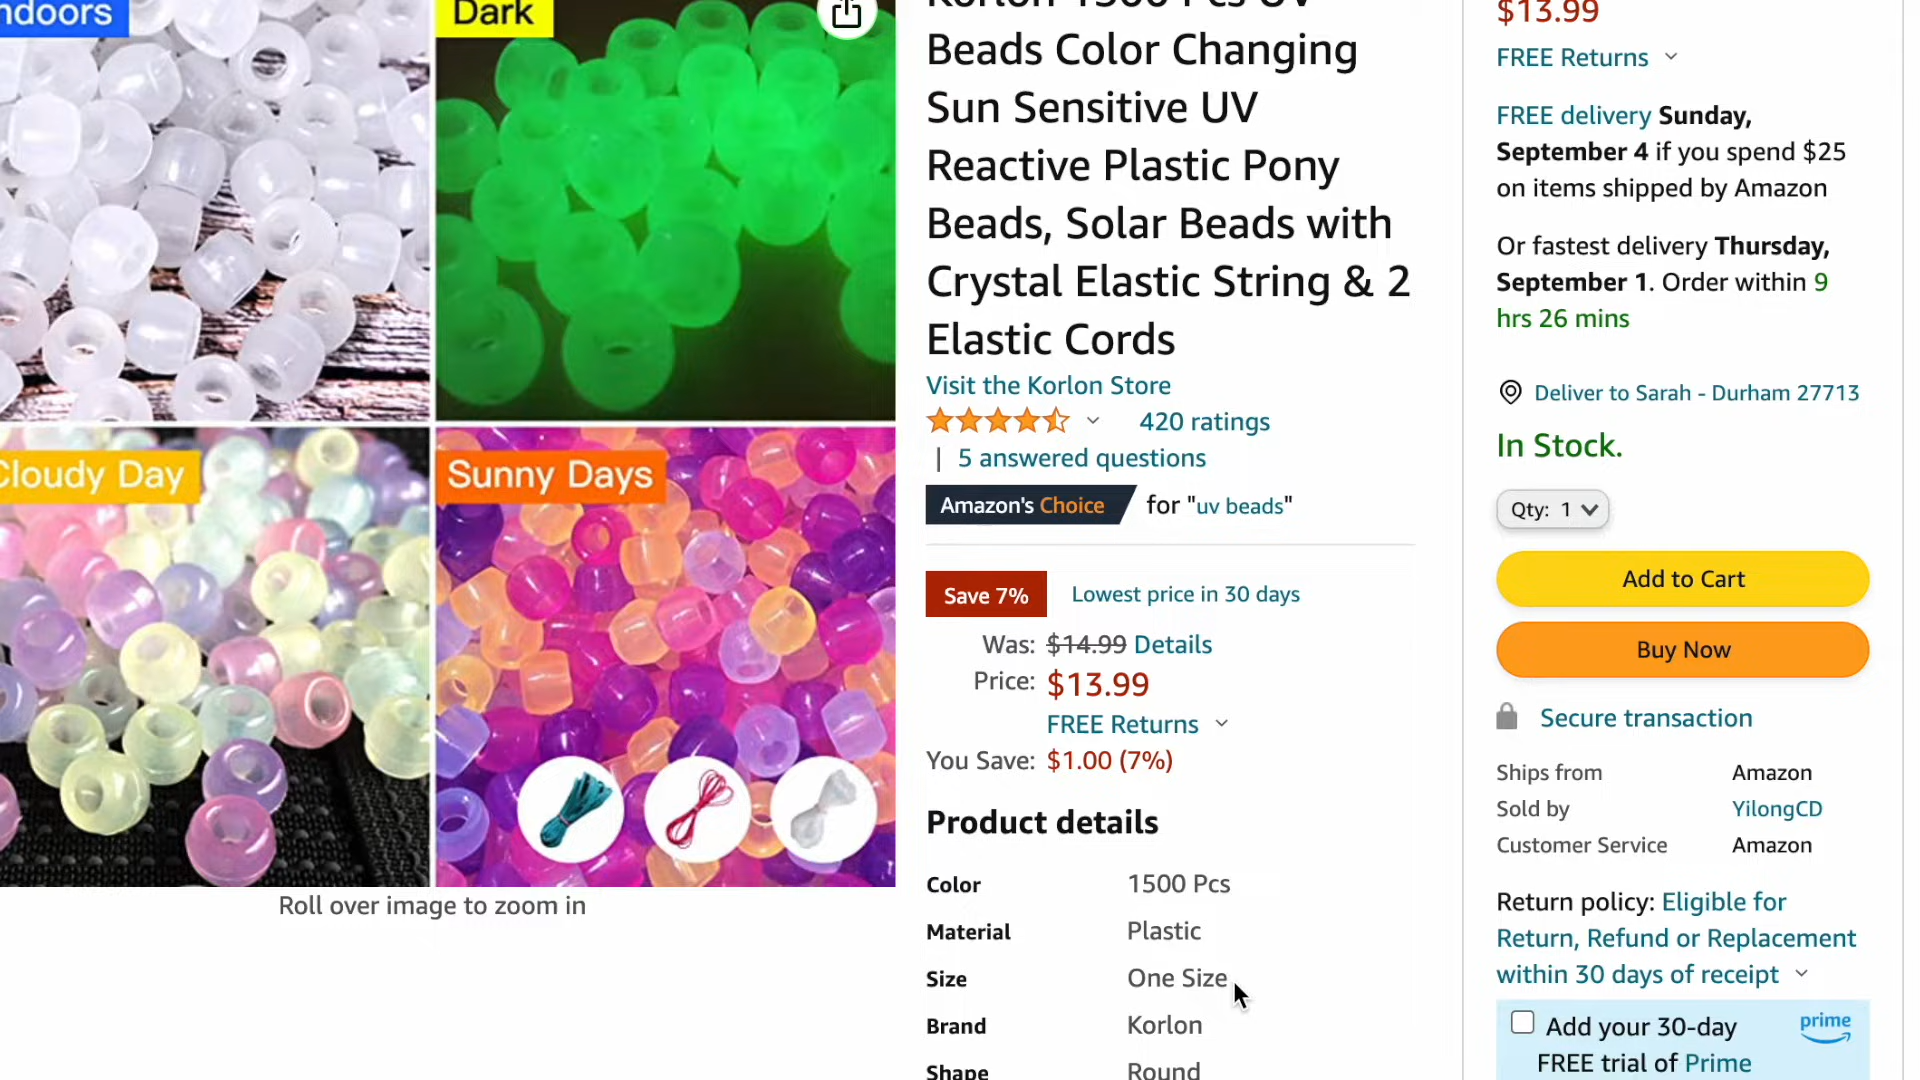 ndoors
Dark
Cloudy Day
Sunny Days
Roll over image to zoom in
Korlon 1500 Pcs UV
Beads Color Changing
Sun Sensitive UV
Reactive Plastic Pony
Beads, Solar Beads with
Crystal Elastic String & 2
Elastic Cords
Visit the Korlon Store
420 ratings
| 5 answered questions
Amazon's Choice for "uv beads"
Save 7% Lowest price in 30 days
Was: $14.99 Details
Price: $13.99
FREE Returns
You Save: $1.00 (7%)
Product details
Color 1500 Pcs
Material Plastic
Size One Size
Brand Korlon
Shape Round
$13.99
FREE Returns
FREE delivery Sunday,
September 4 if you spend $25
on items shipped by Amazon
Or fastest delivery Thursday,
September 1. Order within 9
hrs 26 mins
Deliver to Sarah - Durham 27713
In Stock.
Qty: 1
Add to Cart
Buy Now
Secure transaction
Ships from Amazon
Sold by YilongCD
Customer Service Amazon
Return policy: Eligible for
Return, Refund or Replacement
within 30 days of receipt
Add your 30-day prime
FREE trial of Prime